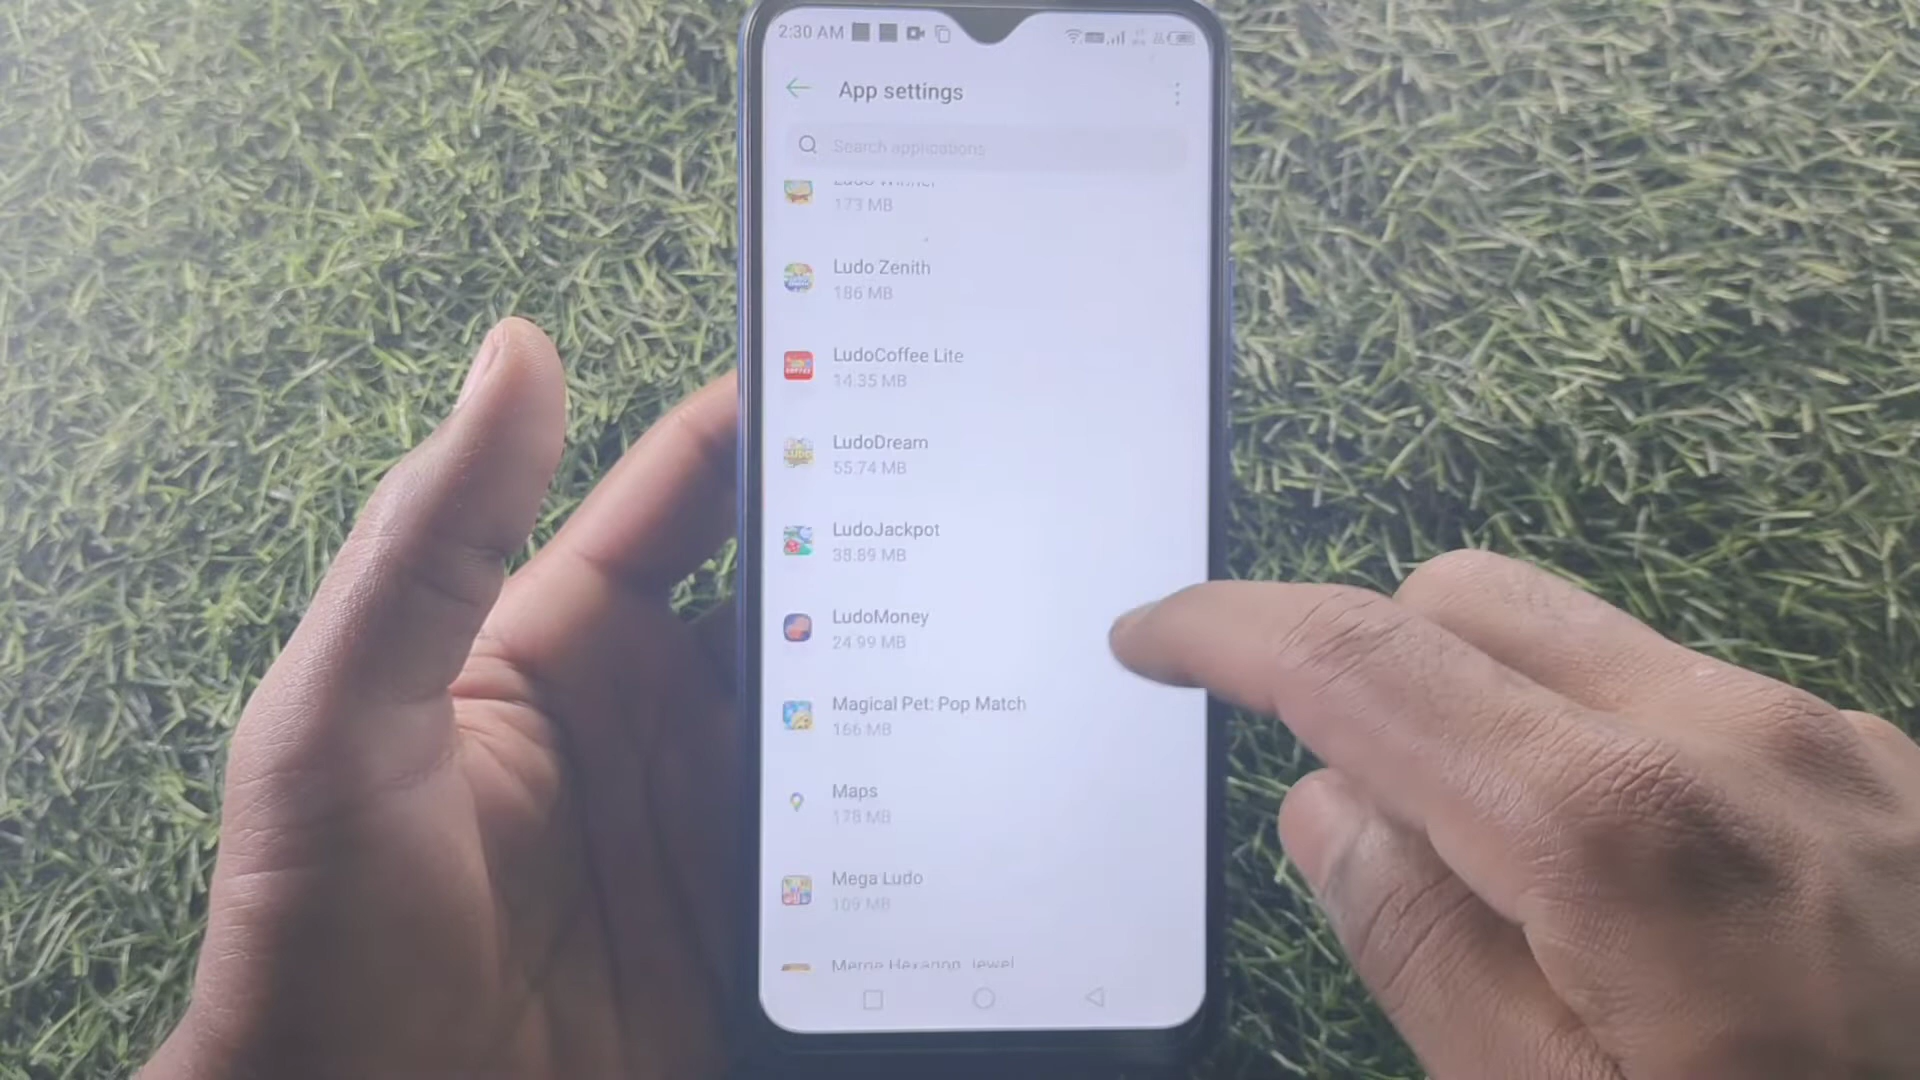 2:30 AM
App settings
Search applications
Ludo Winner
173 MB
Ludo Zenith
186 MB
LudoCoffee Lite
14.35 MB
LudoDream
55.74 MB
LudoJackpot
38.89 MB
LudoMoney
24.99 MB
Magical Pet: Pop Match
166 MB
Maps
178 MB
Mega Ludo
109 MB
Merge Hexagon Jewel